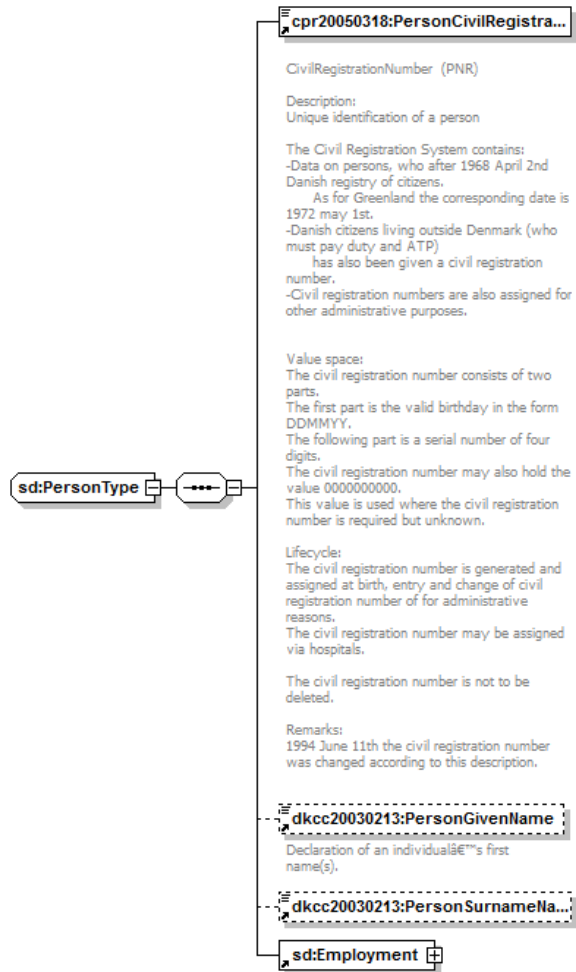 cpr20050318:PersonCivilRegistra...
CivilRegistrationNumber (PNR)
Description:
Unique identification of a person
The Civil Registration System contains:
-Data on persons, who after 1968 April 2nd
Danish registry of citizens.
As for Greenland the corresponding date is
1972 may 1st.
-Danish citizens living outside Denmark (who
must pay duty and ATP)
has also been given a civil registration
number.
-Civil registration numbers are also assigned for
other administrative purposes.
Value space:
The civil registration number consists of two
parts.
The first part is the valid birthday in the form
DDMMYY.
The following part is a serial number of four
digits.
The civil registration number may also hold the
value 0000000000.
This value is used where the civil registration
number is required but unknown.
sd:PersonType
Lifecycle:
The civil registration number is generated and
assigned at birth, entry and change of civil
registration number of for administrative
reasons.
The civil registration number may be assigned
via hospitals.
The civil registration number is not to be
deleted.
Remarks:
1994 June 11th the civil registration number
was changed according to this description.
dkcc20030213:PersonGivenName
Declaration of an individualâ€™s first
name(s).
dkcc20030213:PersonSurnameNa...
sd:Employment